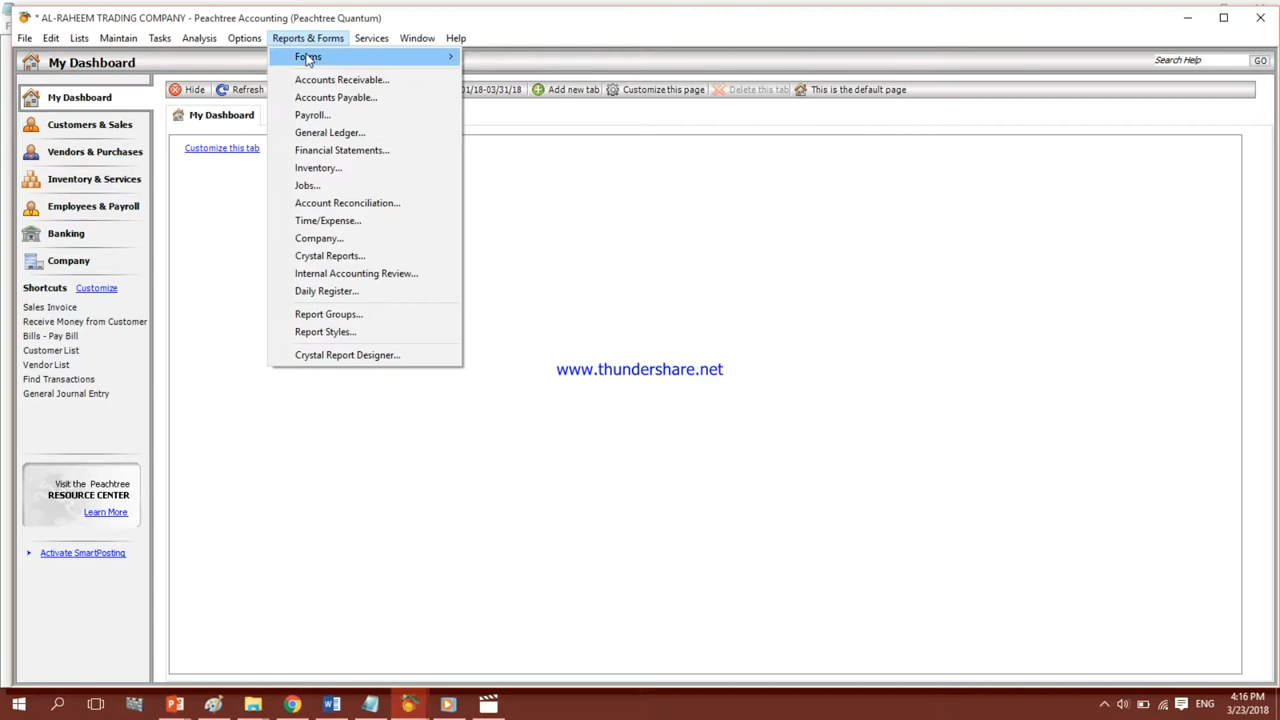 * AL-RAHEEM TRADING COMPANY - Peachtree Accounting (Peachtree Quantum)
File Edit Lists Maintain Tasks Analysis Options Reports & Forms Services Window Help
My Dashboard
Search Help GO
Hide Refresh 01/18-03/31/18 Add new tab Customize this page Delete this tab This is the default page
My Dashboard
Customize this tab
My Dashboard
Customers & Sales
Vendors & Purchases
Inventory & Services
Employees & Payroll
Banking
Company
Shortcuts Customize
Sales Invoice
Receive Money from Customer
Bills - Pay Bill
Customer List
Vendor List
Find Transactions
General Journal Entry
Visit the Peachtree
RESOURCE CENTER
Learn More
Activate SmartPosting
Forms
Accounts Receivable...
Accounts Payable...
Payroll...
General Ledger...
Financial Statements...
Inventory...
Jobs...
Account Reconciliation...
Time/Expense...
Company...
Crystal Reports...
Internal Accounting Review...
Daily Register...
Report Groups...
Report Styles...
Crystal Report Designer...
www.thundershare.net
ENG
4:16 PM
3/23/2018